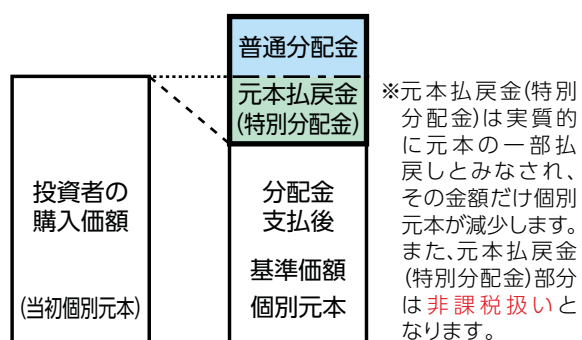 普通分配金
元本払戻金
(特別分配金)
投資者の
購入価額
(当初個別元本)
分配金
支払後
基準価額
個別元本
※元本払戻金(特別
分配金)は実質的
に元本の一部払
戻しとみなされ、
その金額だけ個別
元本が減少します。
また、元本払戻金
(特別分配金)部分
は非課税扱いと
なります。